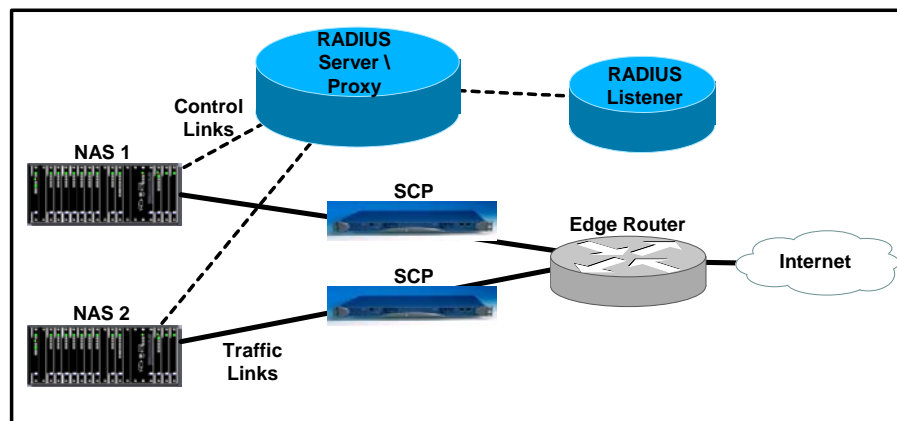 RADIUS
Server \
Proxy
RADIUS
Listener
Control
Links
NAS 1
SCP
Edge Router
Internet
SCP
NAS 2
Traffic
Links